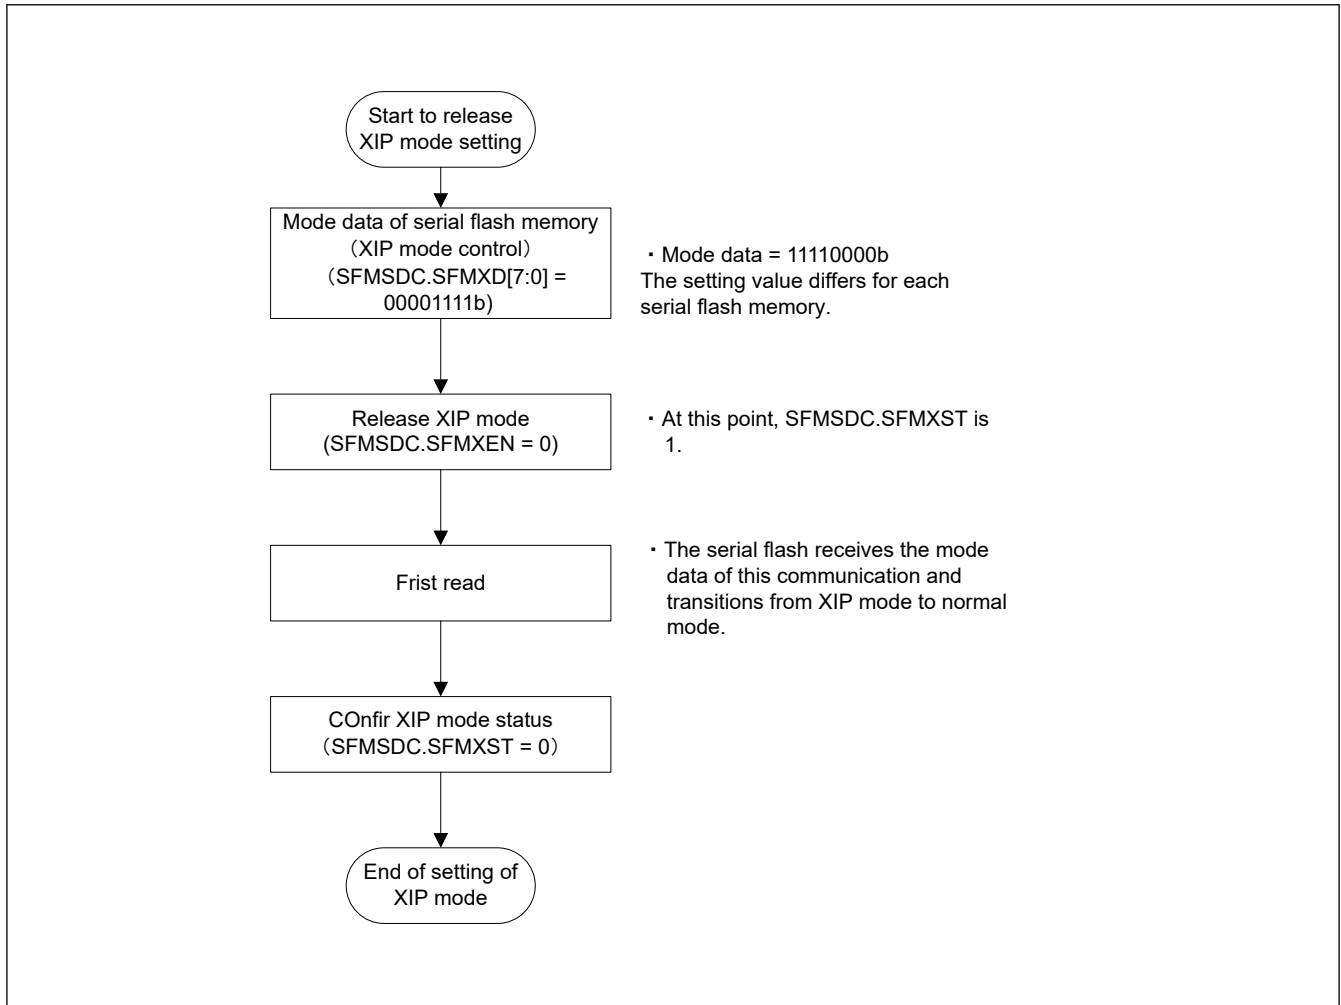 Start to release
XIP mode setting
Mode data of serial flash memory
（XIP mode control）
（SFMSDC.SFMXD[7:0] =
00001111b)
・Mode data = 11110000b
The setting value differs for each
serial flash memory.
Release XIP mode
(SFMSDC.SFMXEN = 0)
・At this point, SFMSDC.SFMXST is
1.
Frist read
・The serial flash receives the mode
data of this communication and
transitions from XIP mode to normal
mode.
COnfir XIP mode status
（SFMSDC.SFMXST = 0）
End of setting of
XIP mode